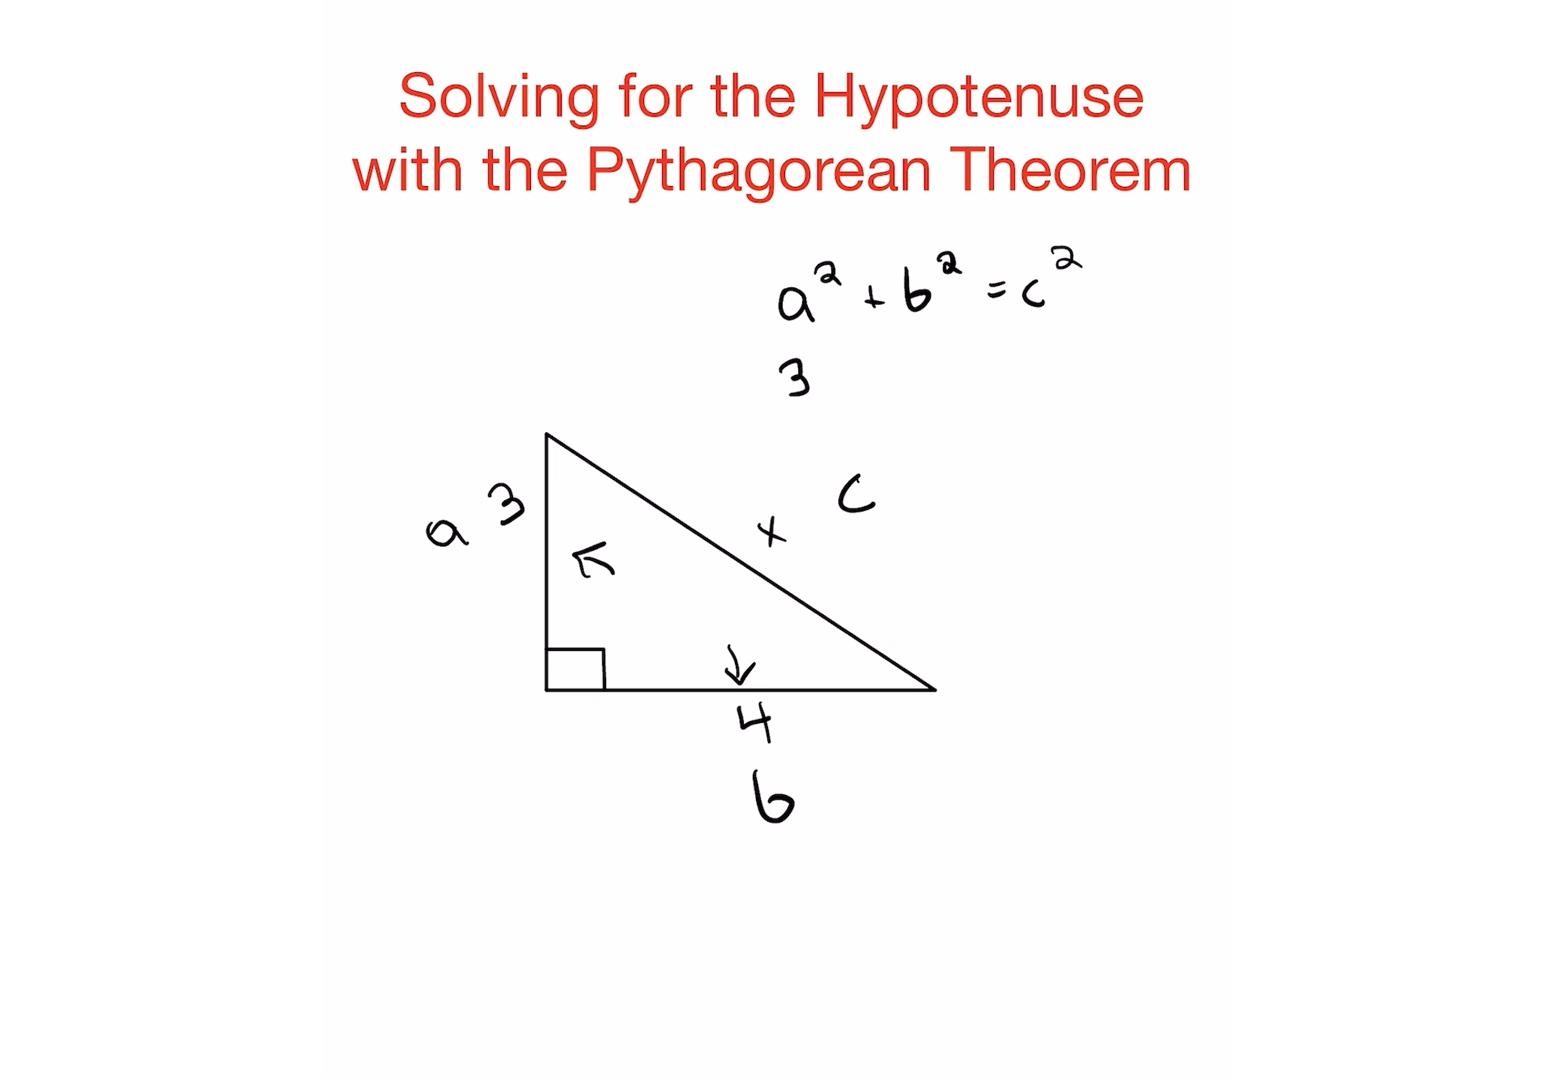 Solving for the Hypotenuse
with the Pythagorean Theorem
a² + b² = c²
3
a 3
x
c
4
b